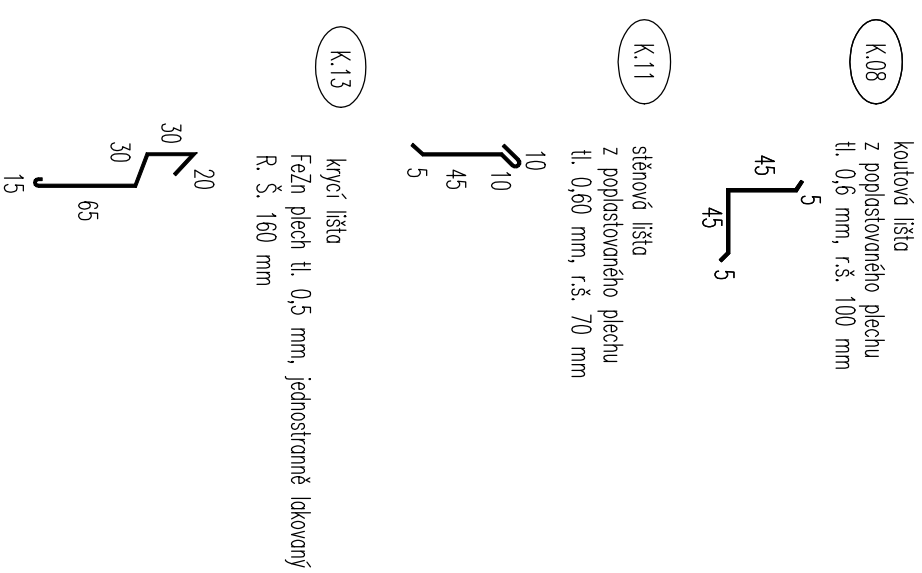 K.08
koutová lišta
z poplastovaného plechu
tl. 0,6 mm, r.š. 100 mm
45
5
45
5
K.11
stěnová lišta
z poplastovaného plechu
tl. 0,60 mm, r.š. 70 mm
10
10
45
5
K.13
krycí lišta
FeZn plech tl. 0,5 mm, jednostranně lakovaný
R. Š. 160 mm
20
30
30
65
15